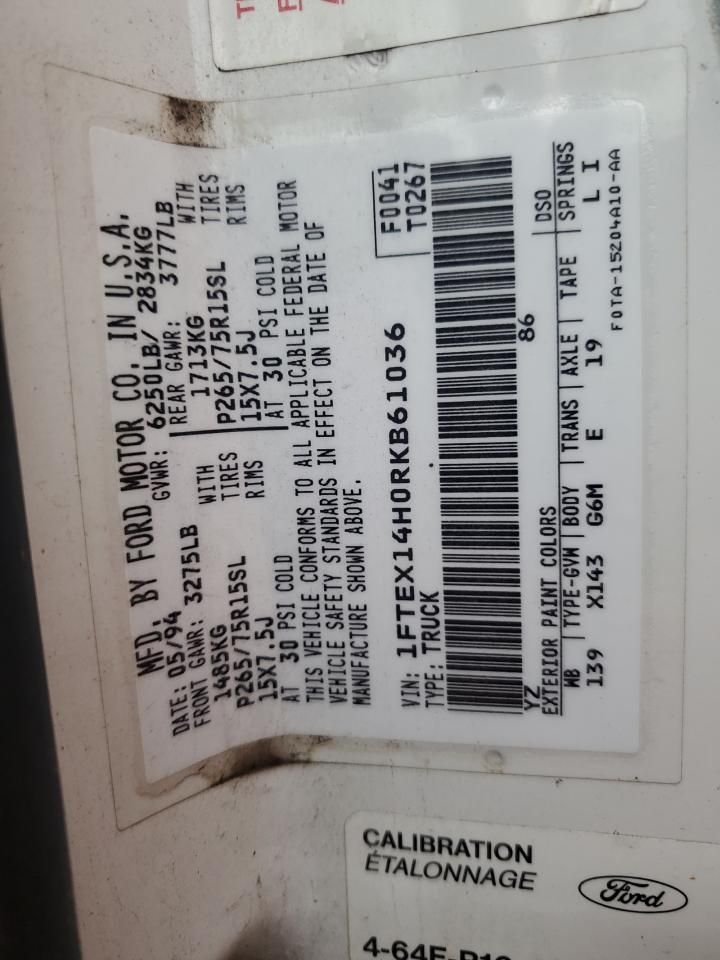 MFD. BY FORD MOTOR CO. IN U.S.A.
DATE: 05/94 GVWR: 6250LB/ 2834KG
FRONT GAWR: 3275LB REAR GAWR: 3777LB
1485KG WITH 1713KG WITH
P265/75R15SL TIRES P265/75R15SL TIRES
15X7.5J RIMS 15X7.5J RIMS
AT 30 PSI COLD AT 30 PSI COLD
THIS VEHICLE CONFORMS TO ALL APPLICABLE FEDERAL MOTOR
VEHICLE SAFETY STANDARDS IN EFFECT ON THE DATE OF
MANUFACTURE SHOWN ABOVE.
F0041
VIN: 1FTEX14H0RKB61036 T0267
TYPE: TRUCK
YZ 86
EXTERIOR PAINT COLORS DSO
WB TYPE-GVW BODY TRANS AXLE TAPE SPRINGS
139 X143 G6M E 19 L I
F0TA-15204A10-AA
CALIBRATION
ÉTALONNAGE
Ford